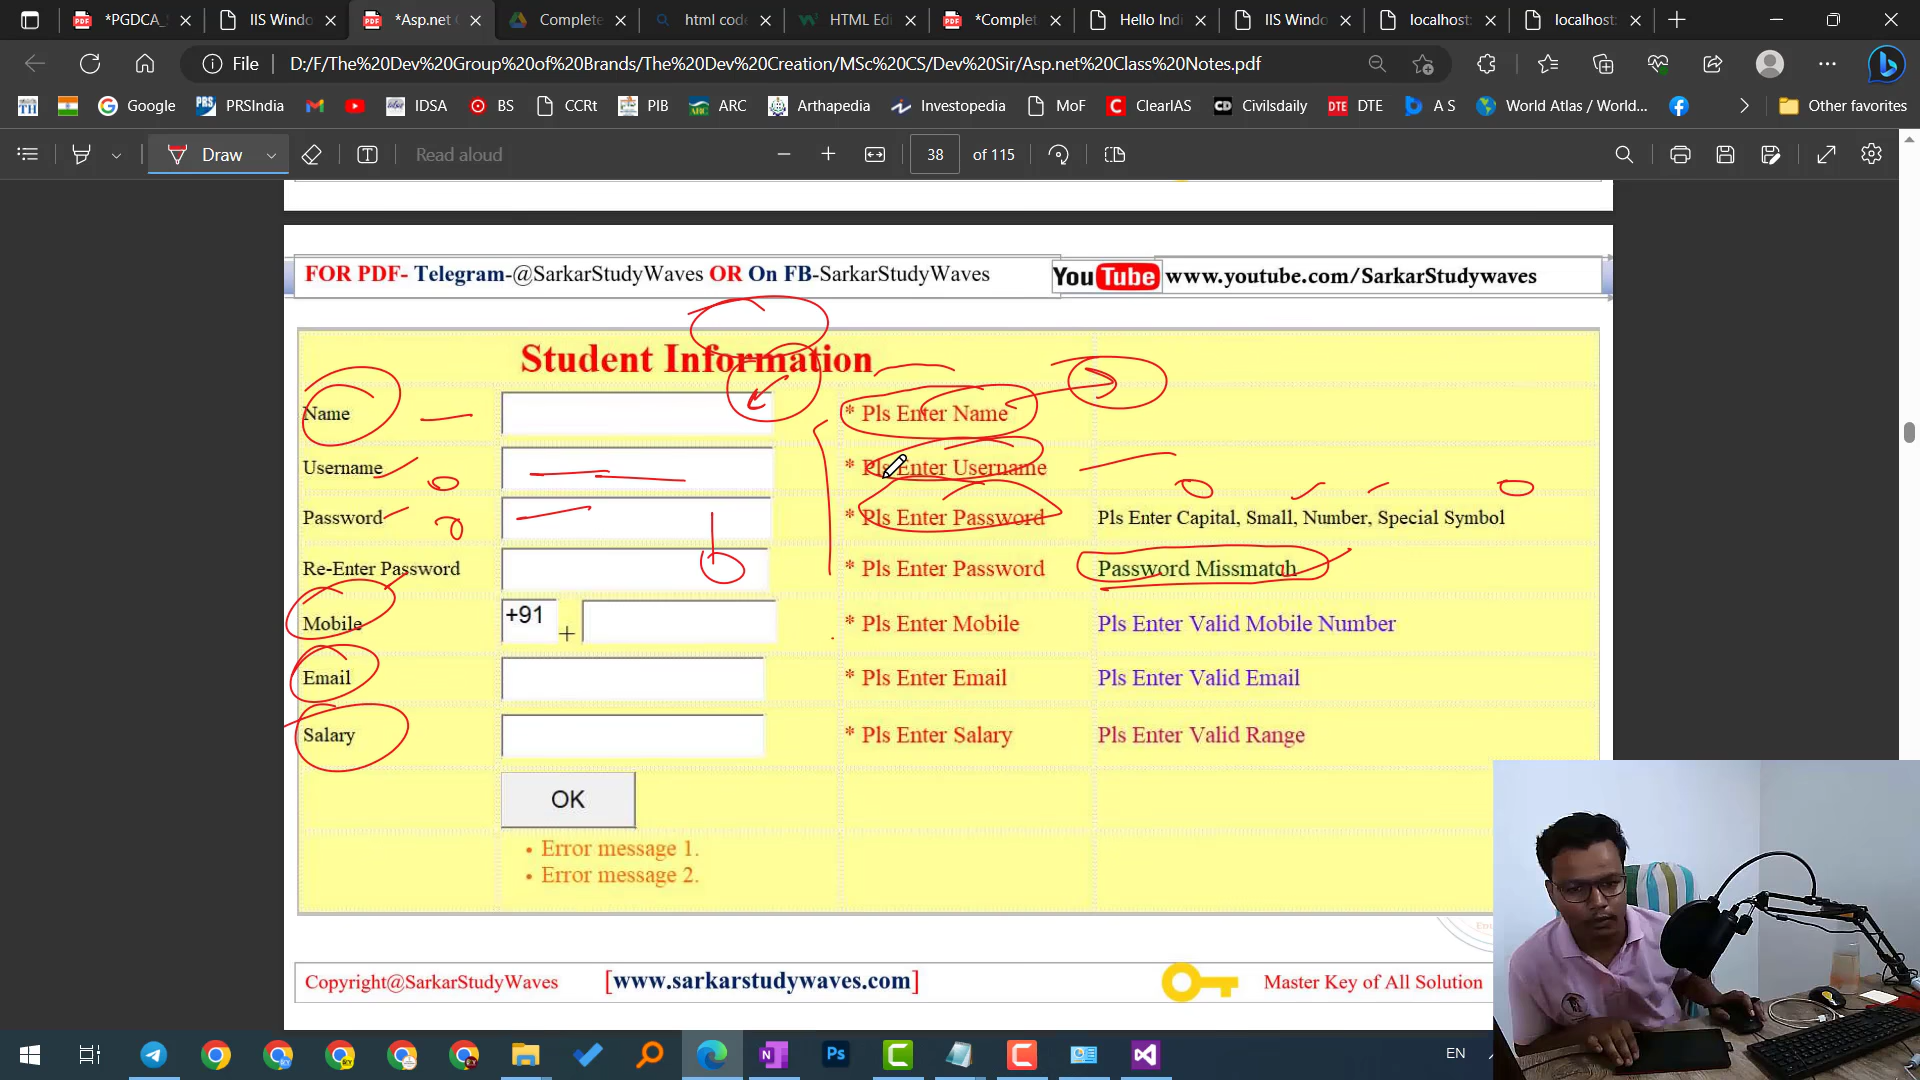 *PGDCA_
IIS Windo
*Asp.net
Complete
html code
HTML Edi
*Complet
Hello Indi
IIS Windo
localhost:
localhost:
File
D:/F/The%20Dev%20Group%20of%20Brands/The%20Dev%20Creation/MSc%20CS/Dev%20Sir/Asp.net%20Class%20Notes.pdf
TH
Google
PRS PRSIndia
IDSA
BS
CCRt
PIB
ARC
Arthapedia
Investopedia
MoF
C ClearIAS
CD Civilsdaily
DTE DTE
A S
World Atlas / World...
Other favorites
Draw
Read aloud
38 of 115
FOR PDF- Telegram-@SarkarStudyWaves OR On FB-SarkarStudyWaves
YouTube www.youtube.com/SarkarStudywaves
Student Information
Name * Pls Enter Name
Username * Pls Enter Username
Password * Pls Enter Password Pls Enter Capital, Small, Number, Special Symbol
Re-Enter Password * Pls Enter Password Password Missmatch
Mobile +91 + * Pls Enter Mobile Pls Enter Valid Mobile Number
Email * Pls Enter Email Pls Enter Valid Email
Salary * Pls Enter Salary Pls Enter Valid Range
OK
• Error message 1.
• Error message 2.
Copyright@SarkarStudyWaves [www.sarkarstudywaves.com] Master Key of All Solution
N
Ps
C
C
EN